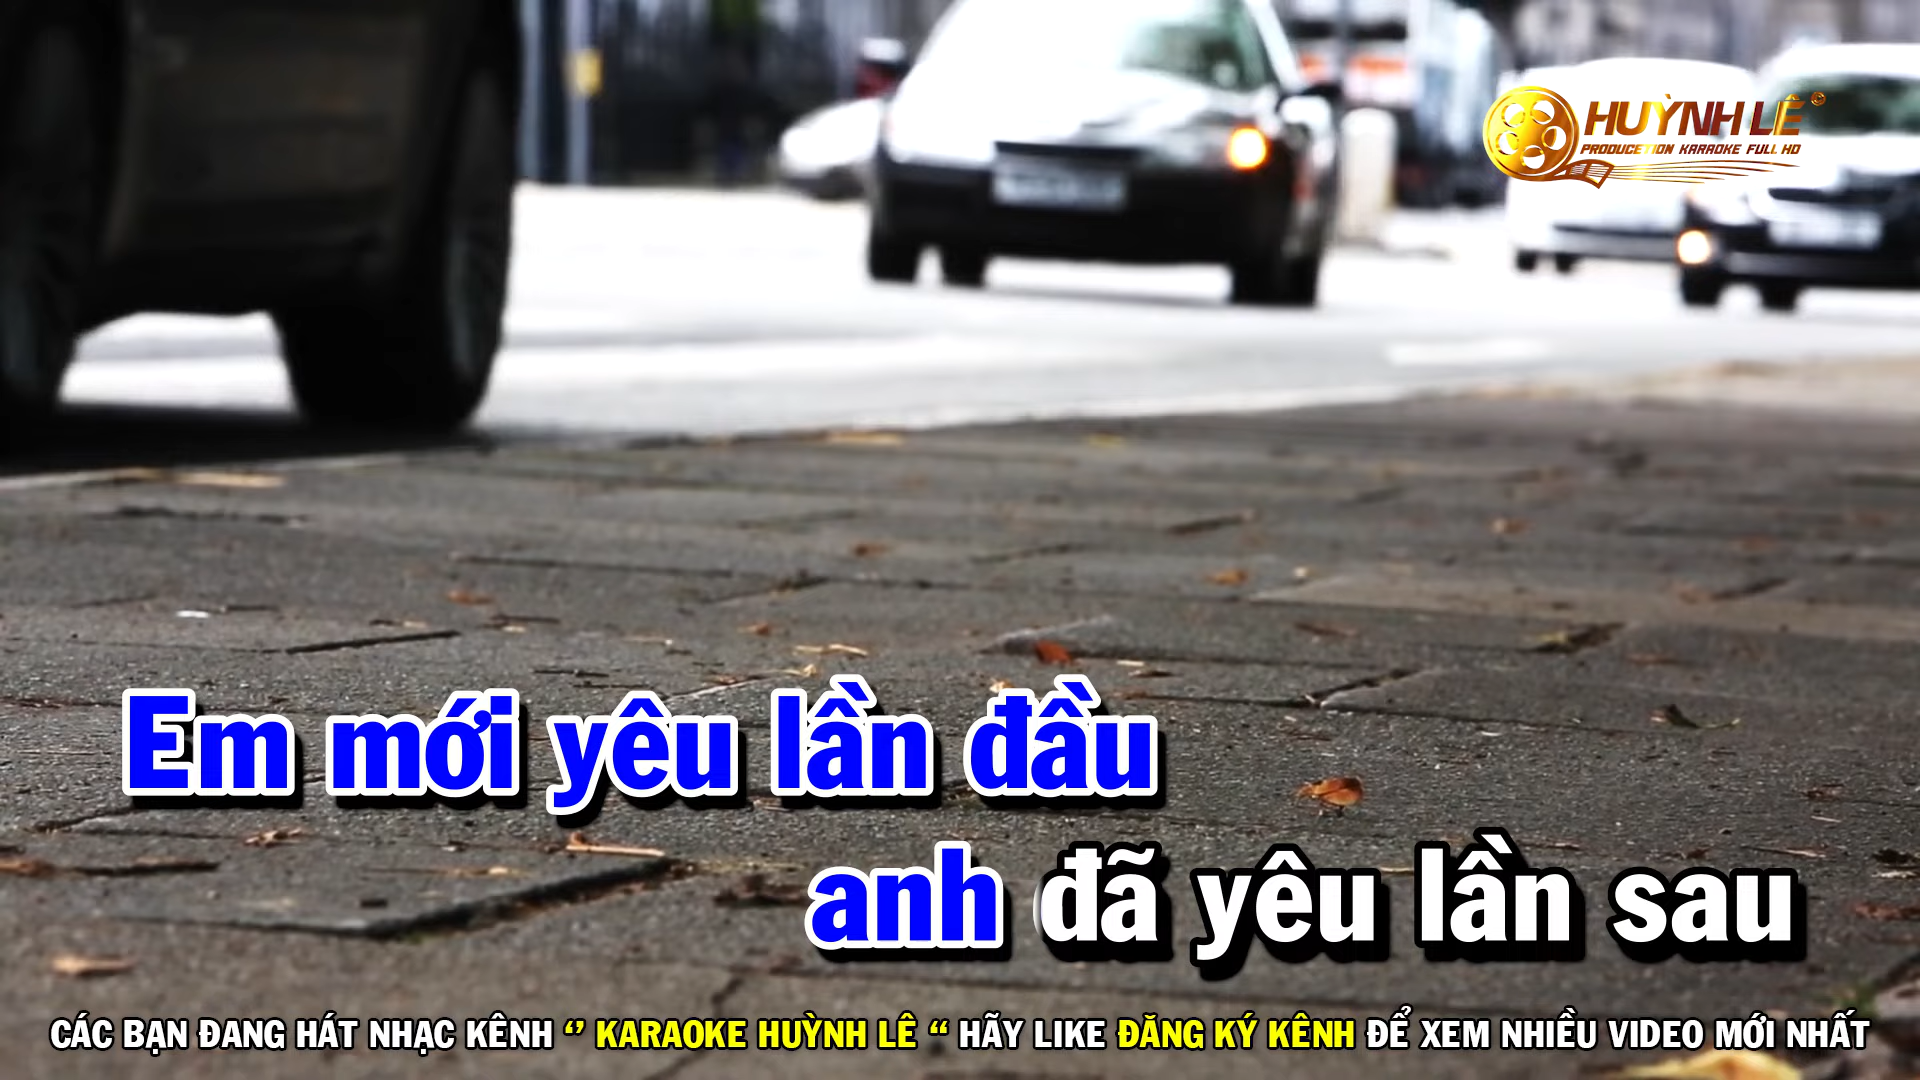 HUỲNH LÊ ©
PRODUCETION KARAOKE FULL HD
Em mới yêu lần đầu
anh đã yêu lần sau
CÁC BẠN ĐANG HÁT NHẠC KÊNH ‘’ KARAOKE HUỲNH LÊ “ HÃY LIKE ĐĂNG KÝ KÊNH ĐỂ XEM NHIỀU VIDEO MỚI NHẤT